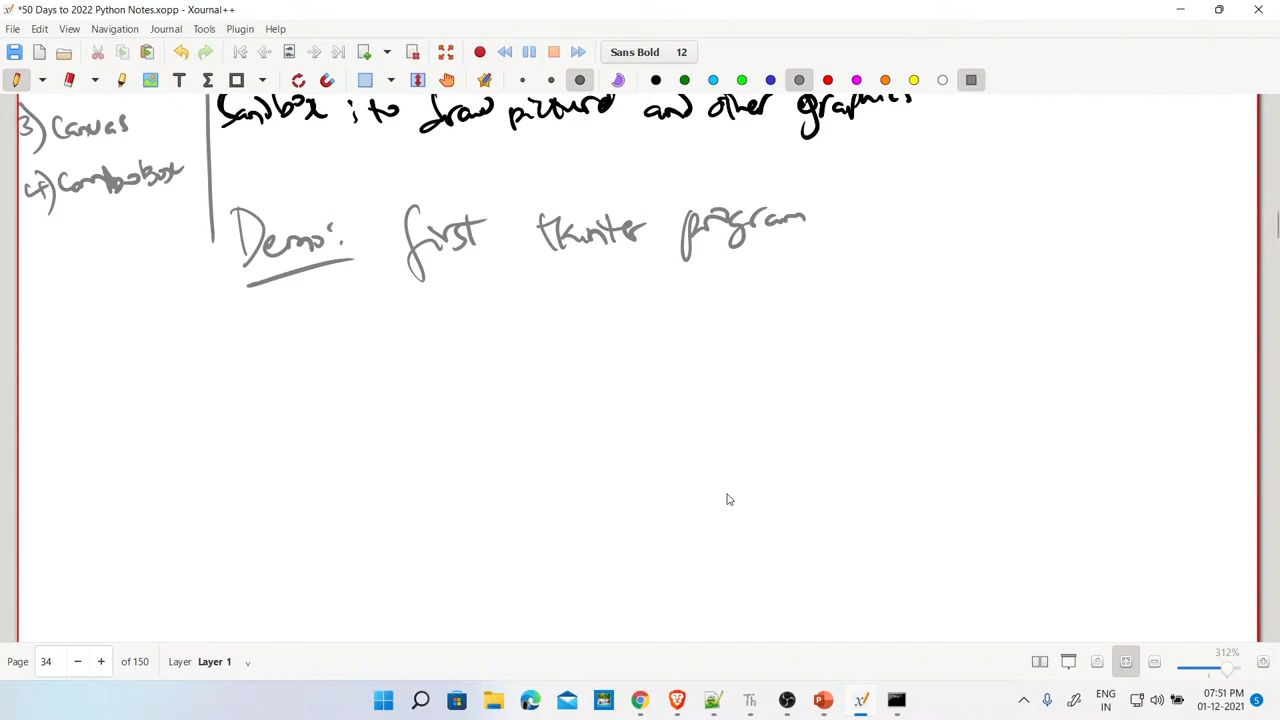 *50 Days to 2022 Python Notes.xopp - Xournal++
File Edit View Navigation Journal Tools Plugin Help
Sans Bold 12
Sandbox ; to draw picture and other graphics
3) Canvas
4) ComboBox
Demo: first tkinter program
Page 34 of 150 Layer Layer 1
312%
ENG
IN
07:51 PM
01-12-2021
5